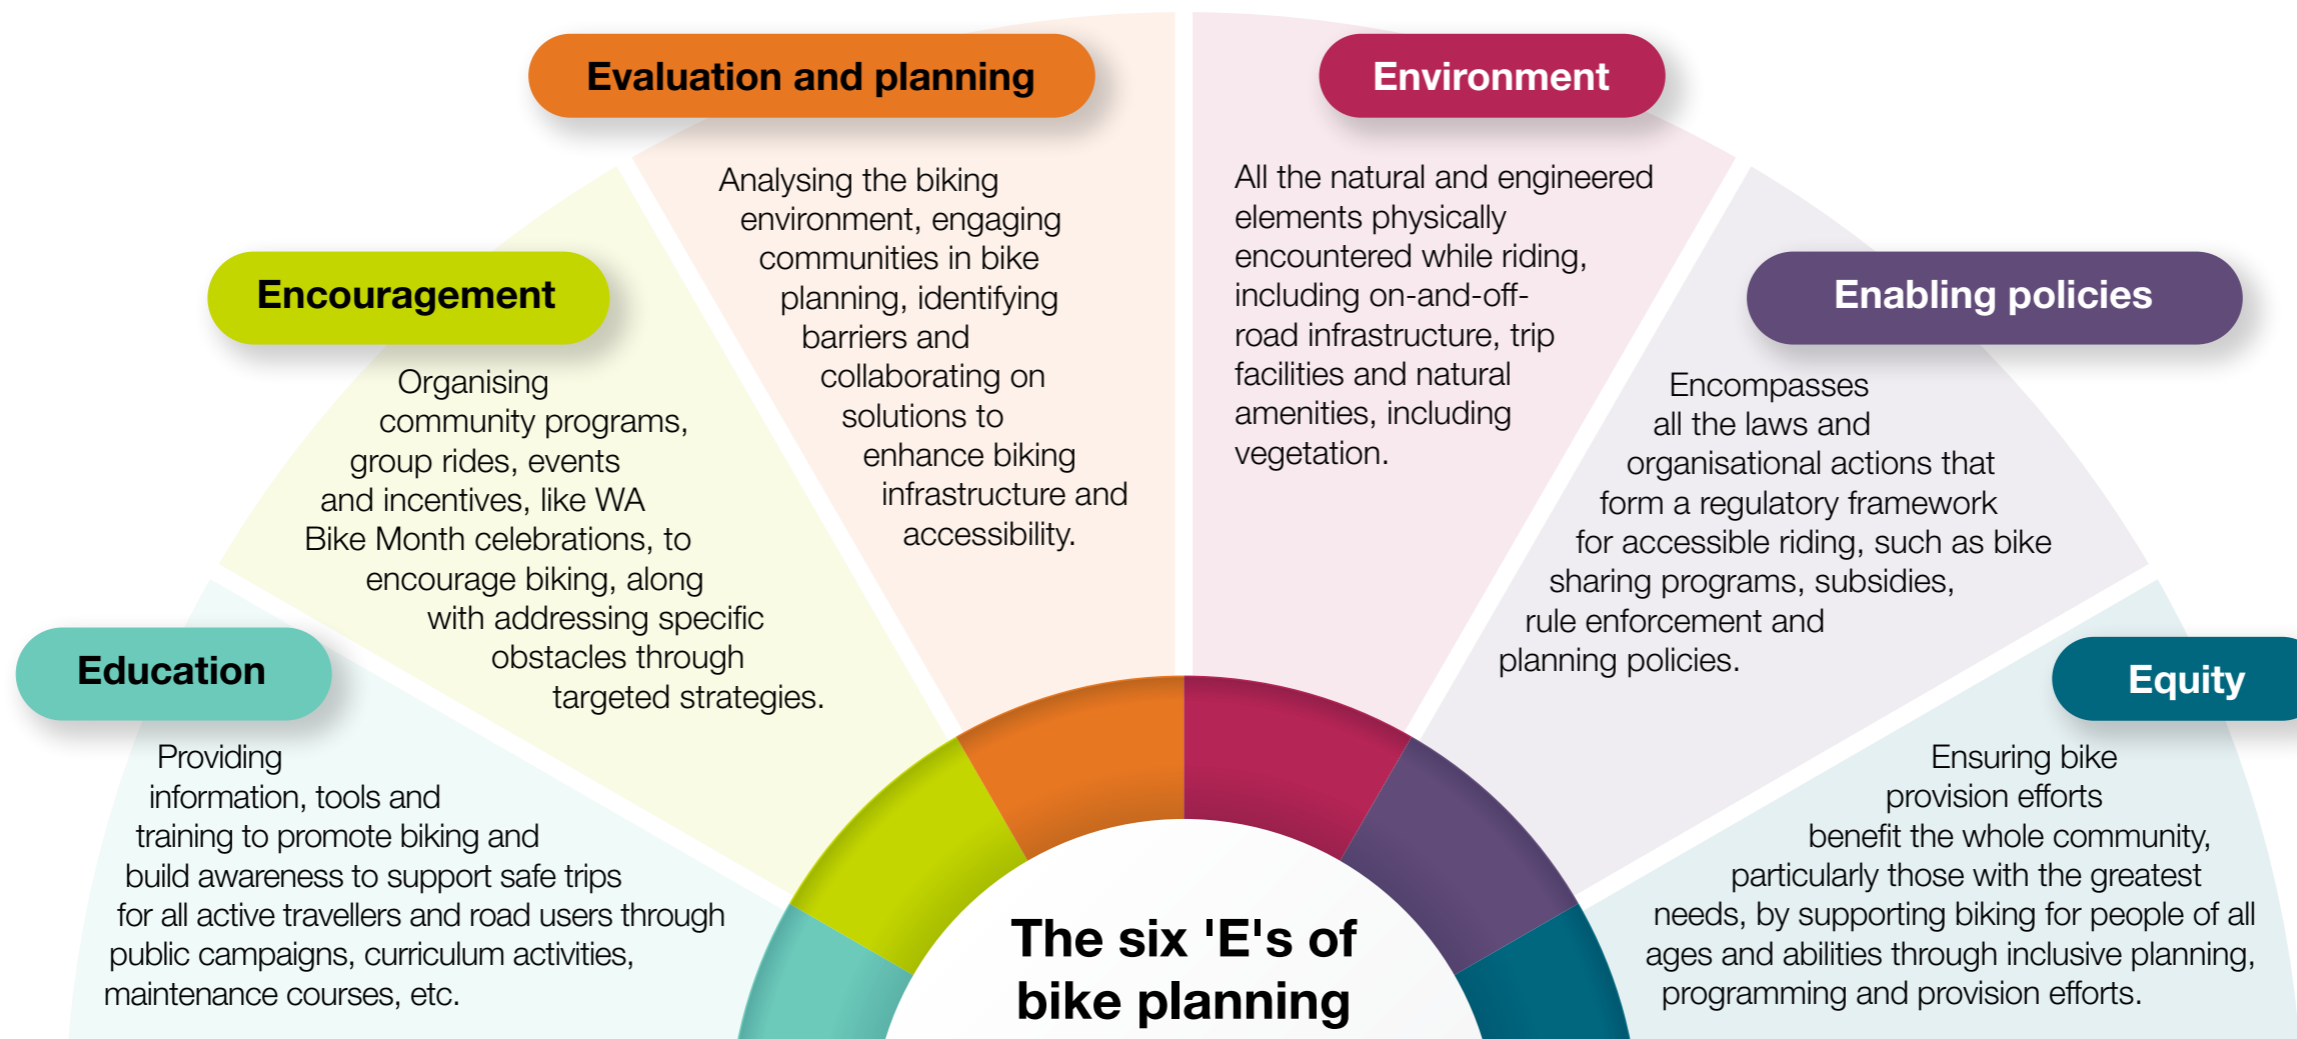 Evaluation and planning
Analysing the biking
environment, engaging
communities in bike
planning, identifying
barriers and
collaborating on
solutions to
enhance biking
infrastructure and
accessibility.
Environment
All the natural and engineered
elements physically
encountered while riding,
including on-and-off-
road infrastructure, trip
facilities and natural
amenities, including
vegetation.
Encouragement
Organising
community programs,
group rides, events
and incentives, like WA
Bike Month celebrations, to
encourage biking, along
with addressing specific
obstacles through
targeted strategies.
Enabling policies
Encompasses
all the laws and
organisational actions that
form a regulatory framework
for accessible riding, such as bike
sharing programs, subsidies,
rule enforcement and
planning policies.
Education
Providing
information, tools and
training to promote biking and
build awareness to support safe trips
for all active travellers and road users through
public campaigns, curriculum activities,
maintenance courses, etc.
Equity
Ensuring bike
provision efforts
benefit the whole community,
particularly those with the greatest
needs, by supporting biking for people of all
ages and abilities through inclusive planning,
programming and provision efforts.
The six 'E's of
bike planning